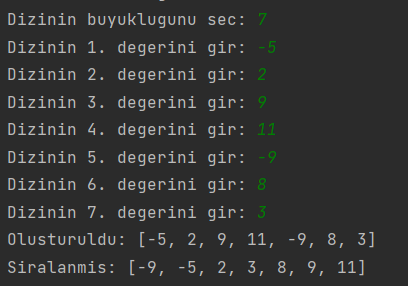 Dizinin buyuklugunu sec: 7
Dizinin 1. degerini gir: -5
Dizinin 2. degerini gir: 2
Dizinin 3. degerini gir: 9
Dizinin 4. degerini gir: 11
Dizinin 5. degerini gir: -9
Dizinin 6. degerini gir: 8
Dizinin 7. degerini gir: 3
Olusturuldu: [-5, 2, 9, 11, -9, 8, 3]
Siralanmis: [-9, -5, 2, 3, 8, 9, 11]